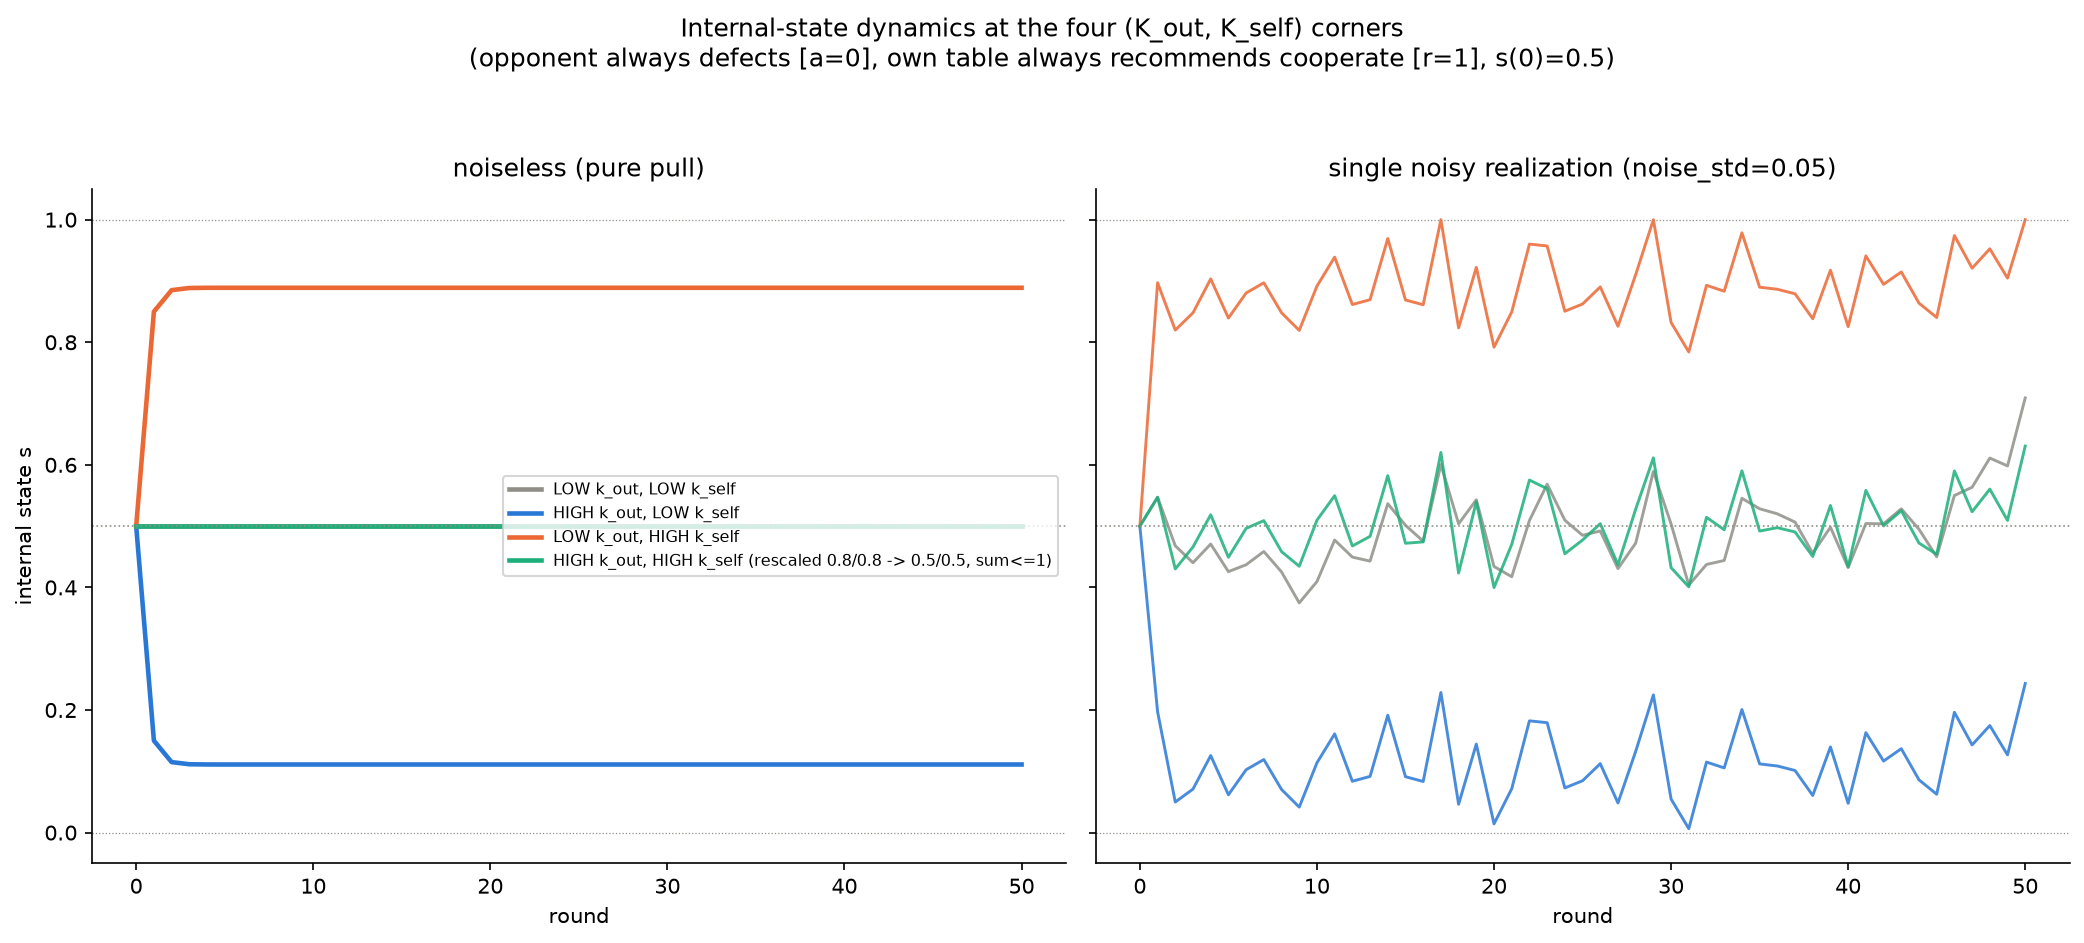 Internal-state dynamics at the four (K_out, K_self) corners
(opponent always defects [a=0], own table always recommends cooperate [r=1], s(0)=0.5)
noiseless (pure pull)
single noisy realization (noise_std=0.05)
1.0
0.8
0.6
0.4
0.2
0.0
internal state s
LOW k_out, LOW k_self
HIGH k_out, LOW k_self
LOW k_out, HIGH k_self
HIGH k_out, HIGH k_self (rescaled 0.8/0.8 -> 0.5/0.5, sum<=1)
0 10 20 30 40 50
round
0 10 20 30 40 50
round